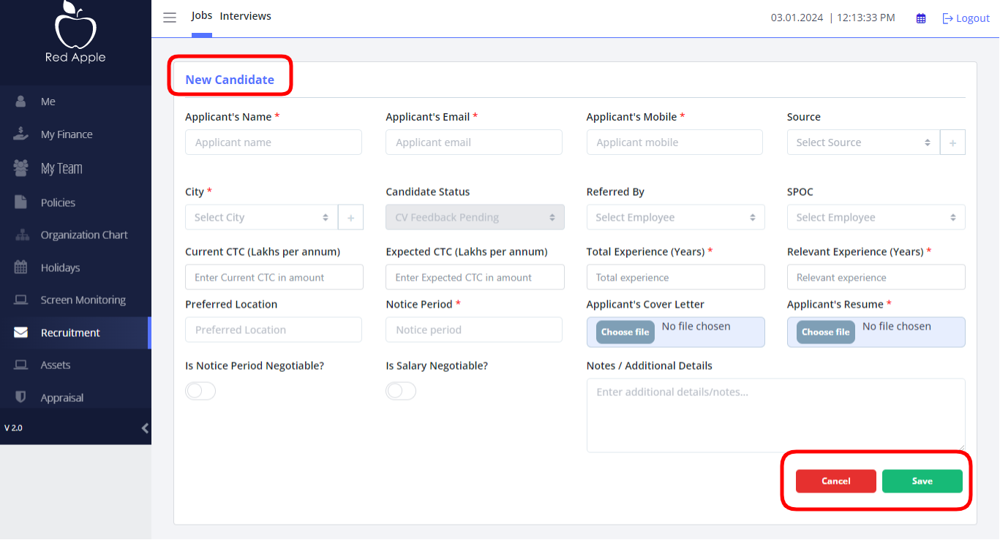 Red Apple
Me
My Finance
My Team
Policies
Organization Chart
Holidays
Screen Monitoring
Recruitment
Assets
Appraisal
V 2.0
Jobs Interviews 03.01.2024 | 12:13:33 PM Logout
New Candidate
Applicant's Name * Applicant's Email * Applicant's Mobile * Source
Applicant name Applicant email Applicant mobile Select Source +
City * Candidate Status Referred By SPOC
Select City + CV Feedback Pending Select Employee Select Employee
Current CTC (Lakhs per annum) Expected CTC (Lakhs per annum) Total Experience (Years) * Relevant Experience (Years) *
Enter Current CTC in amount Enter Expected CTC in amount Total experience Relevant experience
Preferred Location Notice Period * Applicant's Cover Letter Applicant's Resume *
Preferred Location Notice period Choose file No file chosen Choose file No file chosen
Is Notice Period Negotiable? Is Salary Negotiable? Notes / Additional Details
Enter additional details/notes...
Cancel Save